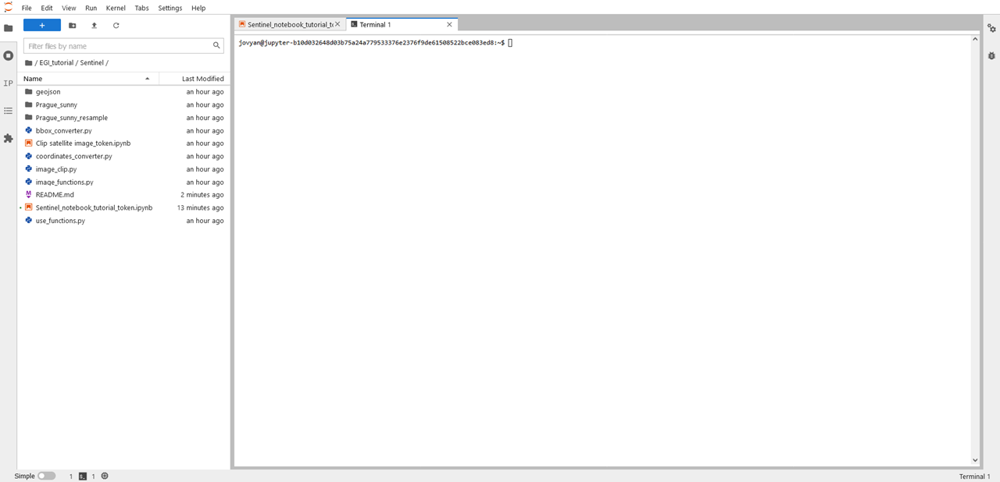 File Edit View Run Kernel Tabs Settings Help
+
Sentinel_notebook_tutorial_t
Terminal 1
Filter files by name
jovyan@jupyter-b10d032648d03b75a24a779533376e2376f9de61508522bce083ed8:~$
/ EGI_tutorial / Sentinel /
Name Last Modified
IP
geojson an hour ago
Prague_sunny an hour ago
Prague_sunny_resample an hour ago
bbox_converter.py an hour ago
Clip satellite image_token.ipynb an hour ago
coordinates_converter.py an hour ago
image_clip.py an hour ago
image_functions.py an hour ago
M README.md 2 minutes ago
Sentinel_notebook_tutorial_token.ipynb 13 minutes ago
use_functions.py an hour ago
Simple 1 1 Terminal 1